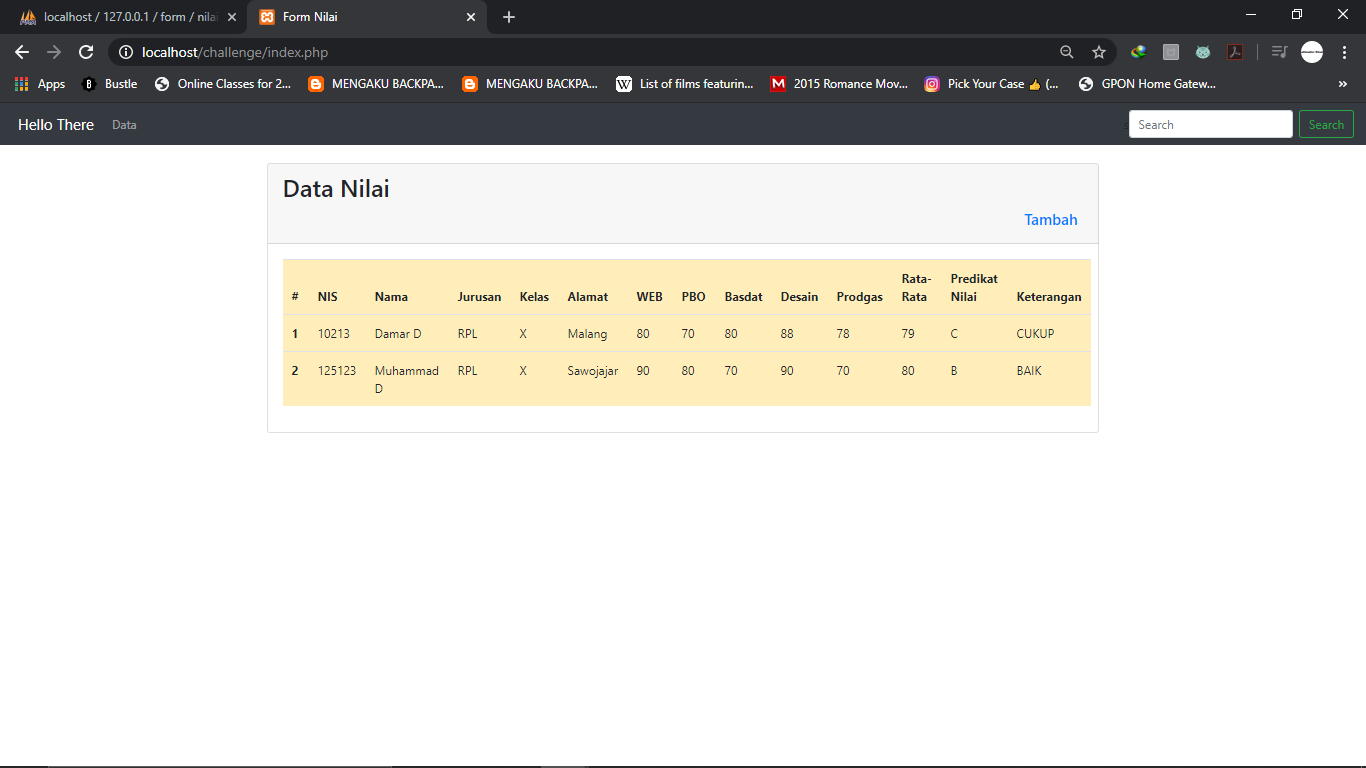 localhost / 127.0.0.1 / form / nilai
Form Nilai
localhost/challenge/index.php
Apps
Bustle
Online Classes for 2...
MENGAKU BACKPA...
MENGAKU BACKPA...
List of films featurin...
2015 Romance Mov...
Pick Your Case 👍 (...
GPON Home Gatew...
»
Hello There Data Search Search
Data Nilai
Tambah
# NIS Nama Jurusan Kelas Alamat WEB PBO Basdat Desain Prodgas Rata-
Rata Predikat
Nilai Keterangan
1 10213 Damar D RPL X Malang 80 70 80 88 78 79 C CUKUP
2 125123 Muhammad
D RPL X Sawojajar 90 80 70 90 70 80 B BAIK